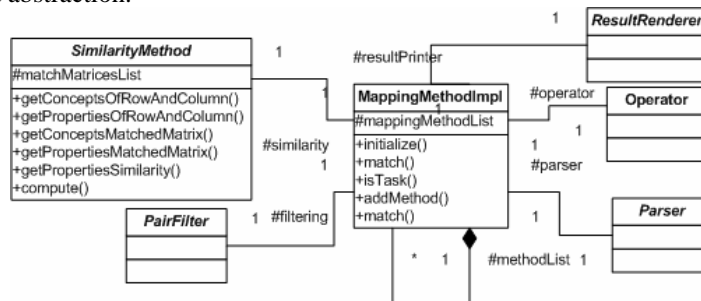 abstraction.
SimilarityMethod
#matchMatricesList
+getConceptsOfRowAndColumn()
+getPropertiesOfRowAndColumn()
+getConceptsMatchedMatrix()
+getPropertiesMatchedMatrix()
+getPropertiesSimilarity()
+compute()
1
1
#similarity
1
#resultPrinter
1
1
ResultRenderer
MappingMethodImpl
#mappingMethodList
+initialize()
+match()
+isTask()
+addMethod()
+match()
#operator
1
1
Operator
#parser
1
1
Parser
PairFilter
1
#filtering
*
1
#methodList